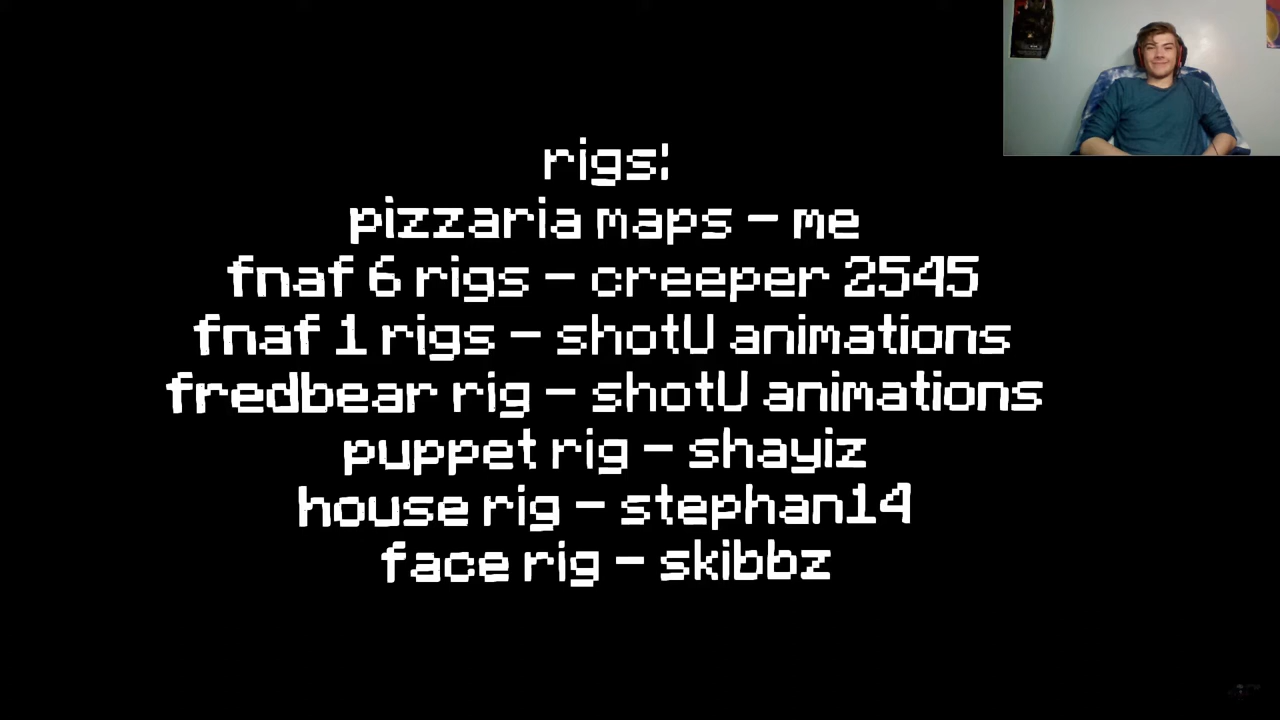 rigs:
pizzaria maps - me
fnaf 6 rigs - creeper 2545
fnaf 1 rigs - shotU animations
fredbear rig - shotU animations
puppet rig - shayiz
house rig - stephan14
face rig - skibbz